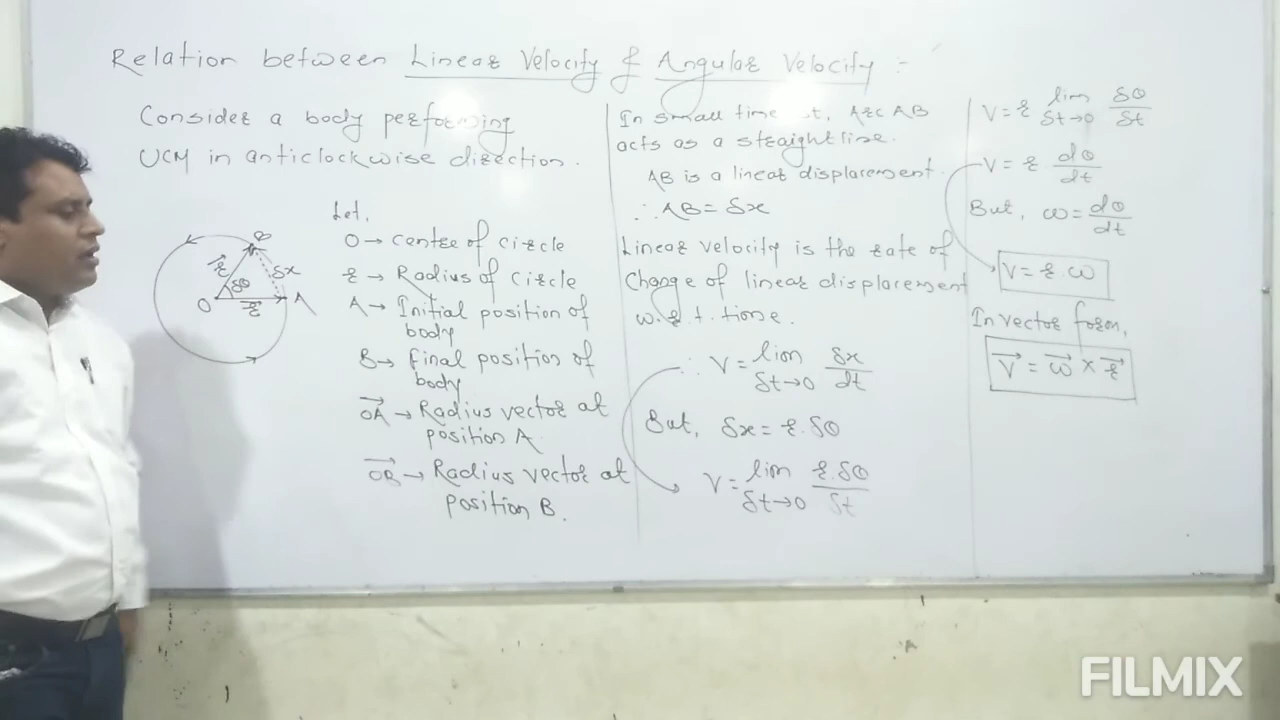 Relation between Linear Velocity & Angular Velocity :-
Consider a body performing
UCM in anticlockwise direction.
Let,
O → centre of circle
r → Radius of circle
A → Initial position of
body
B → final position of
body
OA → Radius vector at
position A.
OB → Radius vector at
position B.
B
r
δx
δθ
O
r
A
In small time t, Arc AB
acts as a straight line.
AB is a linear displacement.
∴ AB = δx
Linear velocity is the rate of
Change of linear displacement
w.r.t. time.
∴ V = lim δt→0 δx/dt
But, δx = r.δθ
V = lim δt→0 r.δθ/δt
V = r lim δt→0 δθ/δt
V = r . dθ/dt
But, ω = dθ/dt
V = r ω
In vector form,
V⃗ = ω⃗ × r⃗
FILMIX